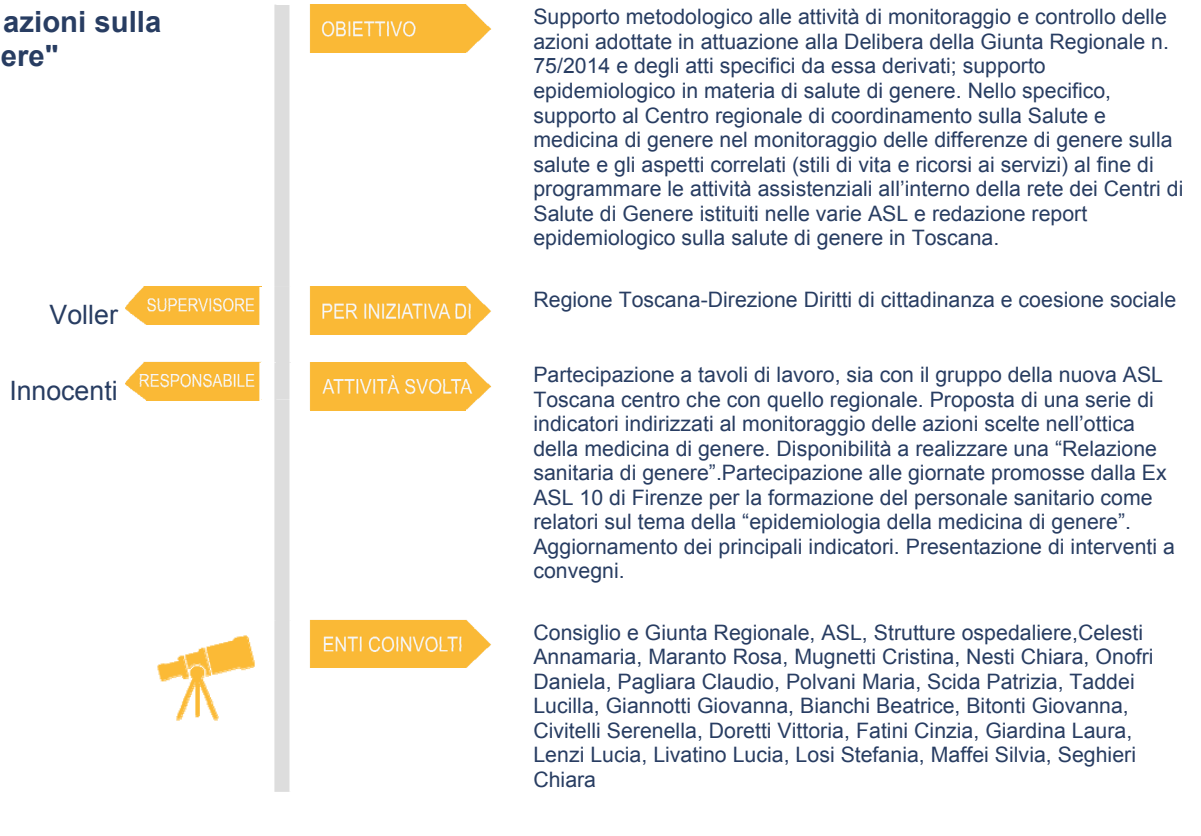 azioni sulla
ere"
OBIETTIVO
Supporto metodologico alle attività di monitoraggio e controllo delle
azioni adottate in attuazione alla Delibera della Giunta Regionale n.
75/2014 e degli atti specifici da essa derivati; supporto
epidemiologico in materia di salute di genere. Nello specifico,
supporto al Centro regionale di coordinamento sulla Salute e
medicina di genere nel monitoraggio delle differenze di genere sulla
salute e gli aspetti correlati (stili di vita e ricorsi ai servizi) al fine di
programmare le attività assistenziali all’interno della rete dei Centri di
Salute di Genere istituiti nelle varie ASL e redazione report
epidemiologico sulla salute di genere in Toscana.
Voller
SUPERVISORE
PER INIZIATIVA DI
Regione Toscana-Direzione Diritti di cittadinanza e coesione sociale
Innocenti
RESPONSABILE
ATTIVITÀ SVOLTA
Partecipazione a tavoli di lavoro, sia con il gruppo della nuova ASL
Toscana centro che con quello regionale. Proposta di una serie di
indicatori indirizzati al monitoraggio delle azioni scelte nell’ottica
della medicina di genere. Disponibilità a realizzare una “Relazione
sanitaria di genere”.Partecipazione alle giornate promosse dalla Ex
ASL 10 di Firenze per la formazione del personale sanitario come
relatori sul tema della “epidemiologia della medicina di genere”.
Aggiornamento dei principali indicatori. Presentazione di interventi a
convegni.
ENTI COINVOLTI
Consiglio e Giunta Regionale, ASL, Strutture ospedaliere,Celesti
Annamaria, Maranto Rosa, Mugnetti Cristina, Nesti Chiara, Onofri
Daniela, Pagliara Claudio, Polvani Maria, Scida Patrizia, Taddei
Lucilla, Giannotti Giovanna, Bianchi Beatrice, Bitonti Giovanna,
Civitelli Serenella, Doretti Vittoria, Fatini Cinzia, Giardina Laura,
Lenzi Lucia, Livatino Lucia, Losi Stefania, Maffei Silvia, Seghieri
Chiara